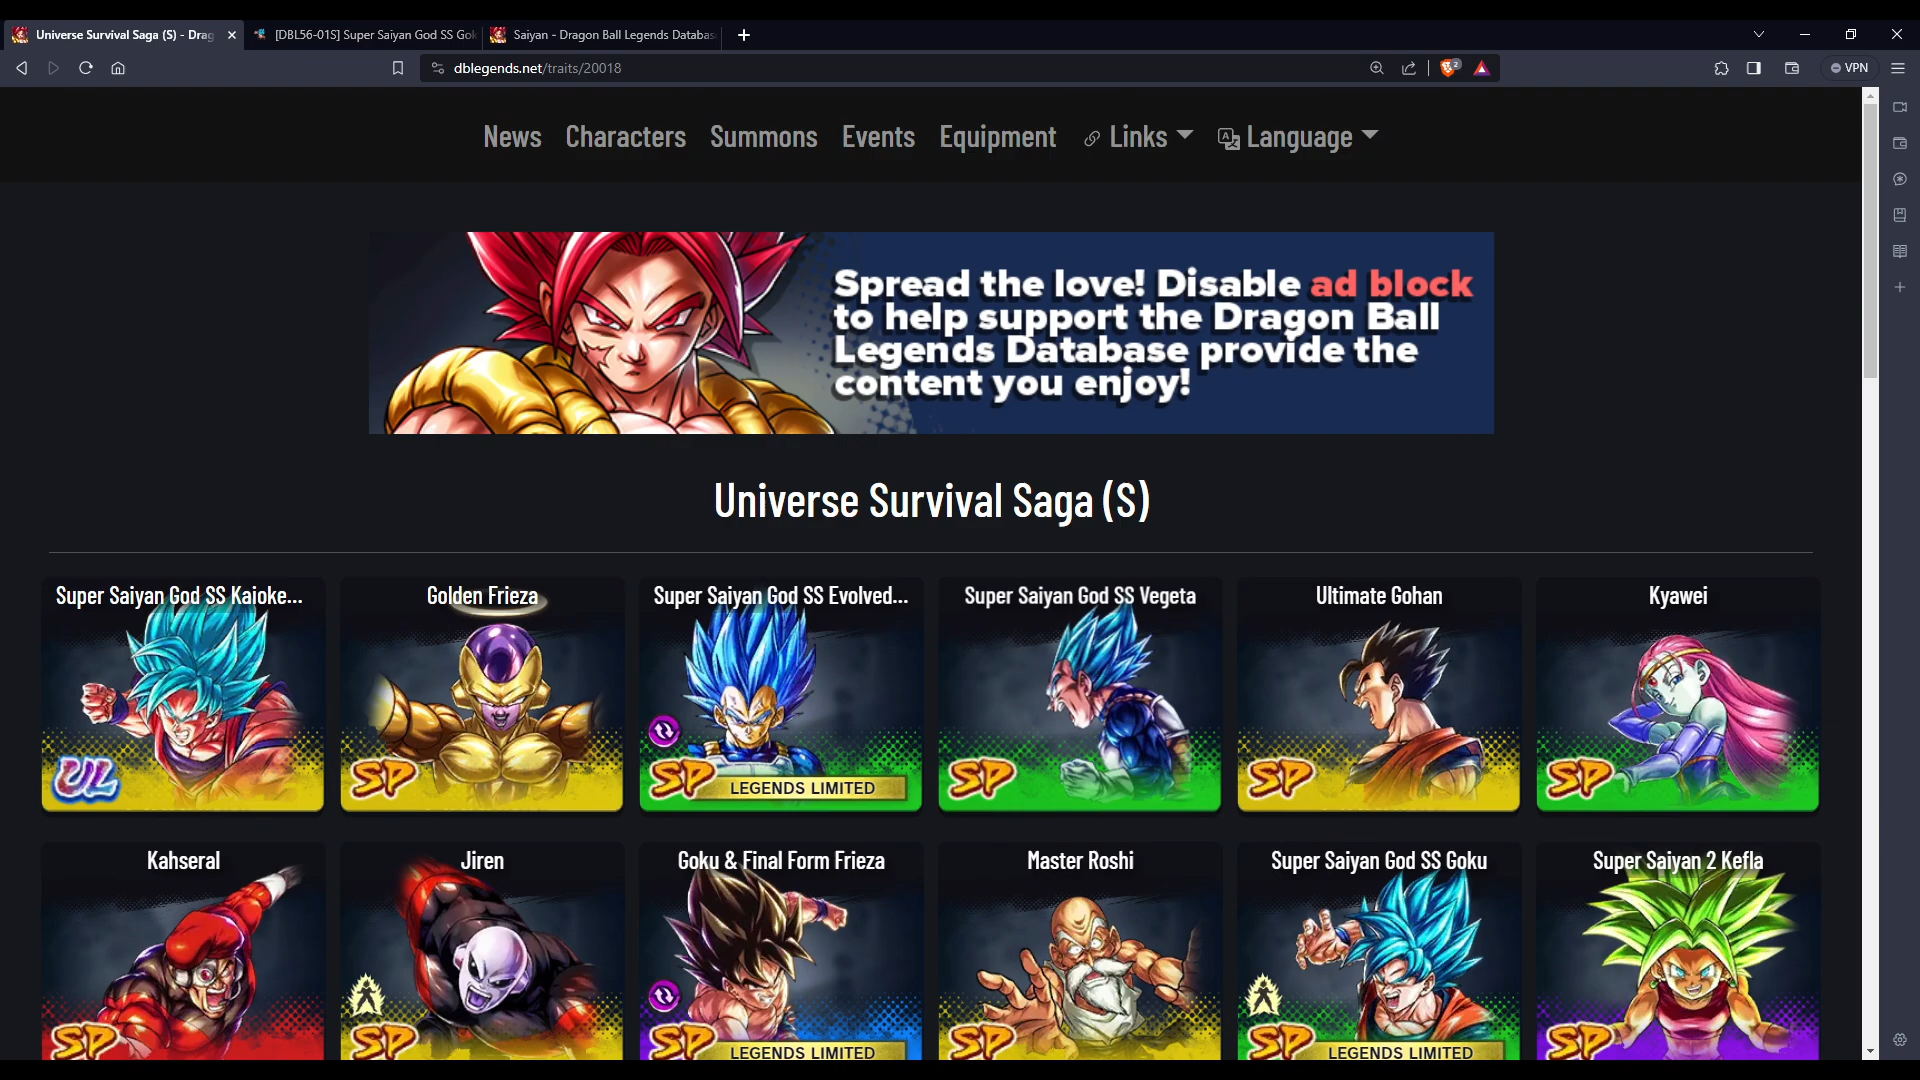 Universe Survival Saga (S) - Drag
[DBL56-01S] Super Saiyan God SS Gok
Saiyan - Dragon Ball Legends Databas
dblegends.net/traits/20018
2
VPN
News
Characters
Summons
Events
Equipment
Links
Language
Spread the love! Disable ad block
to help support the Dragon Ball
Legends Database provide the
content you enjoy!
Universe Survival Saga (S)
Super Saiyan God SS Kaioke...
Golden Frieza
Super Saiyan God SS Evolved...
Super Saiyan God SS Vegeta
Ultimate Gohan
Kyawei
UL
SP
SP
LEGENDS LIMITED
SP
SP
SP
Kahseral
Jiren
Goku & Final Form Frieza
Master Roshi
Super Saiyan God SS Goku
Super Saiyan 2 Kefla
SP
SP
SP
LEGENDS LIMITED
SP
SP
LEGENDS LIMITED
SP